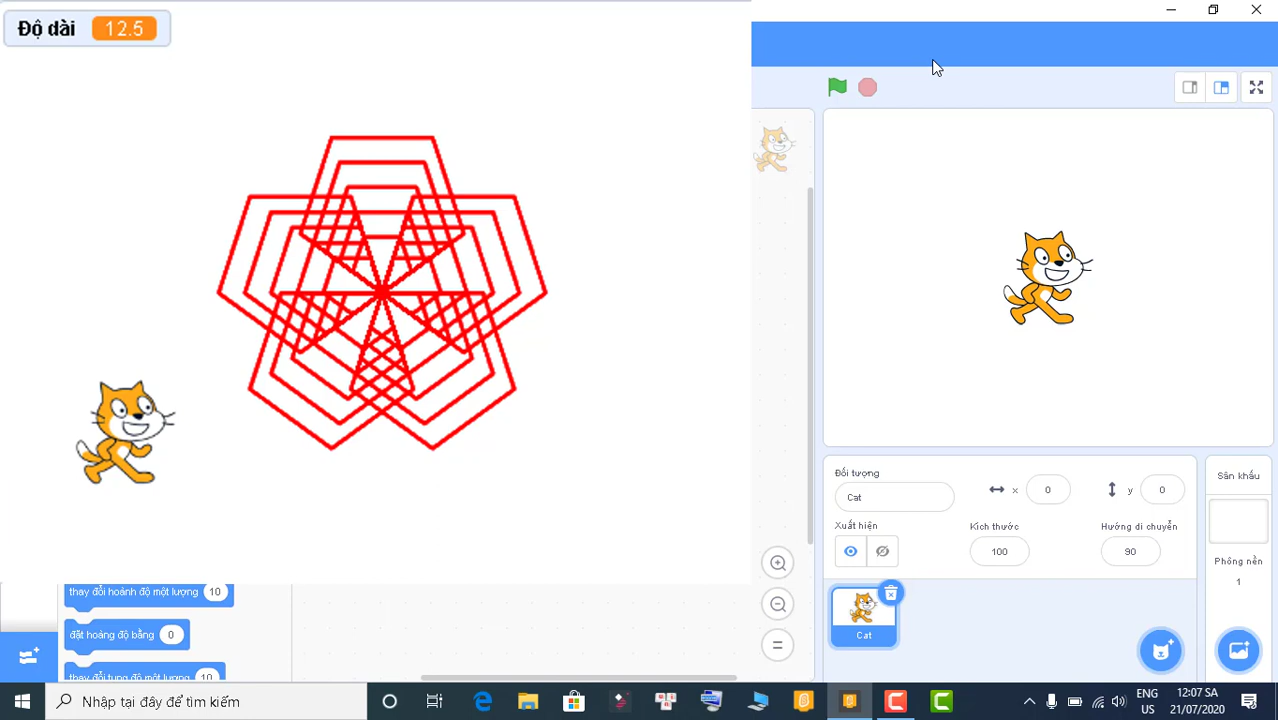 Độ dài 12.5
Đối tượng
Cat
x 0
y 0
Xuất hiện
Kích thước
100
Hướng di chuyển
90
Cat
Sân khấu
Phông nền
1
thay đổi hoành độ một lượng 10
đặt hoàng độ bằng 0
thay đổi tung độ một lượng 10
Nhập tại đây để tìm kiếm
ENG
US
12:07 SA
21/07/2020